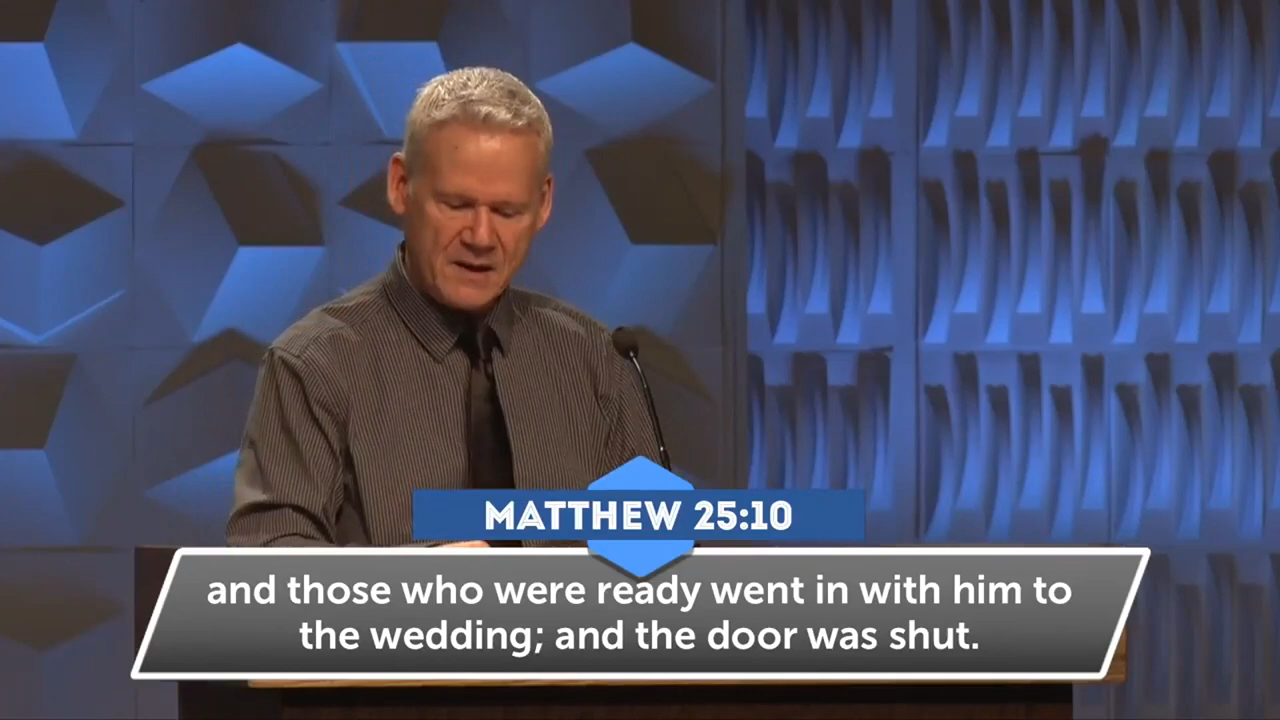 MATTHEW 25:10
and those who were ready went in with him to
the wedding; and the door was shut.